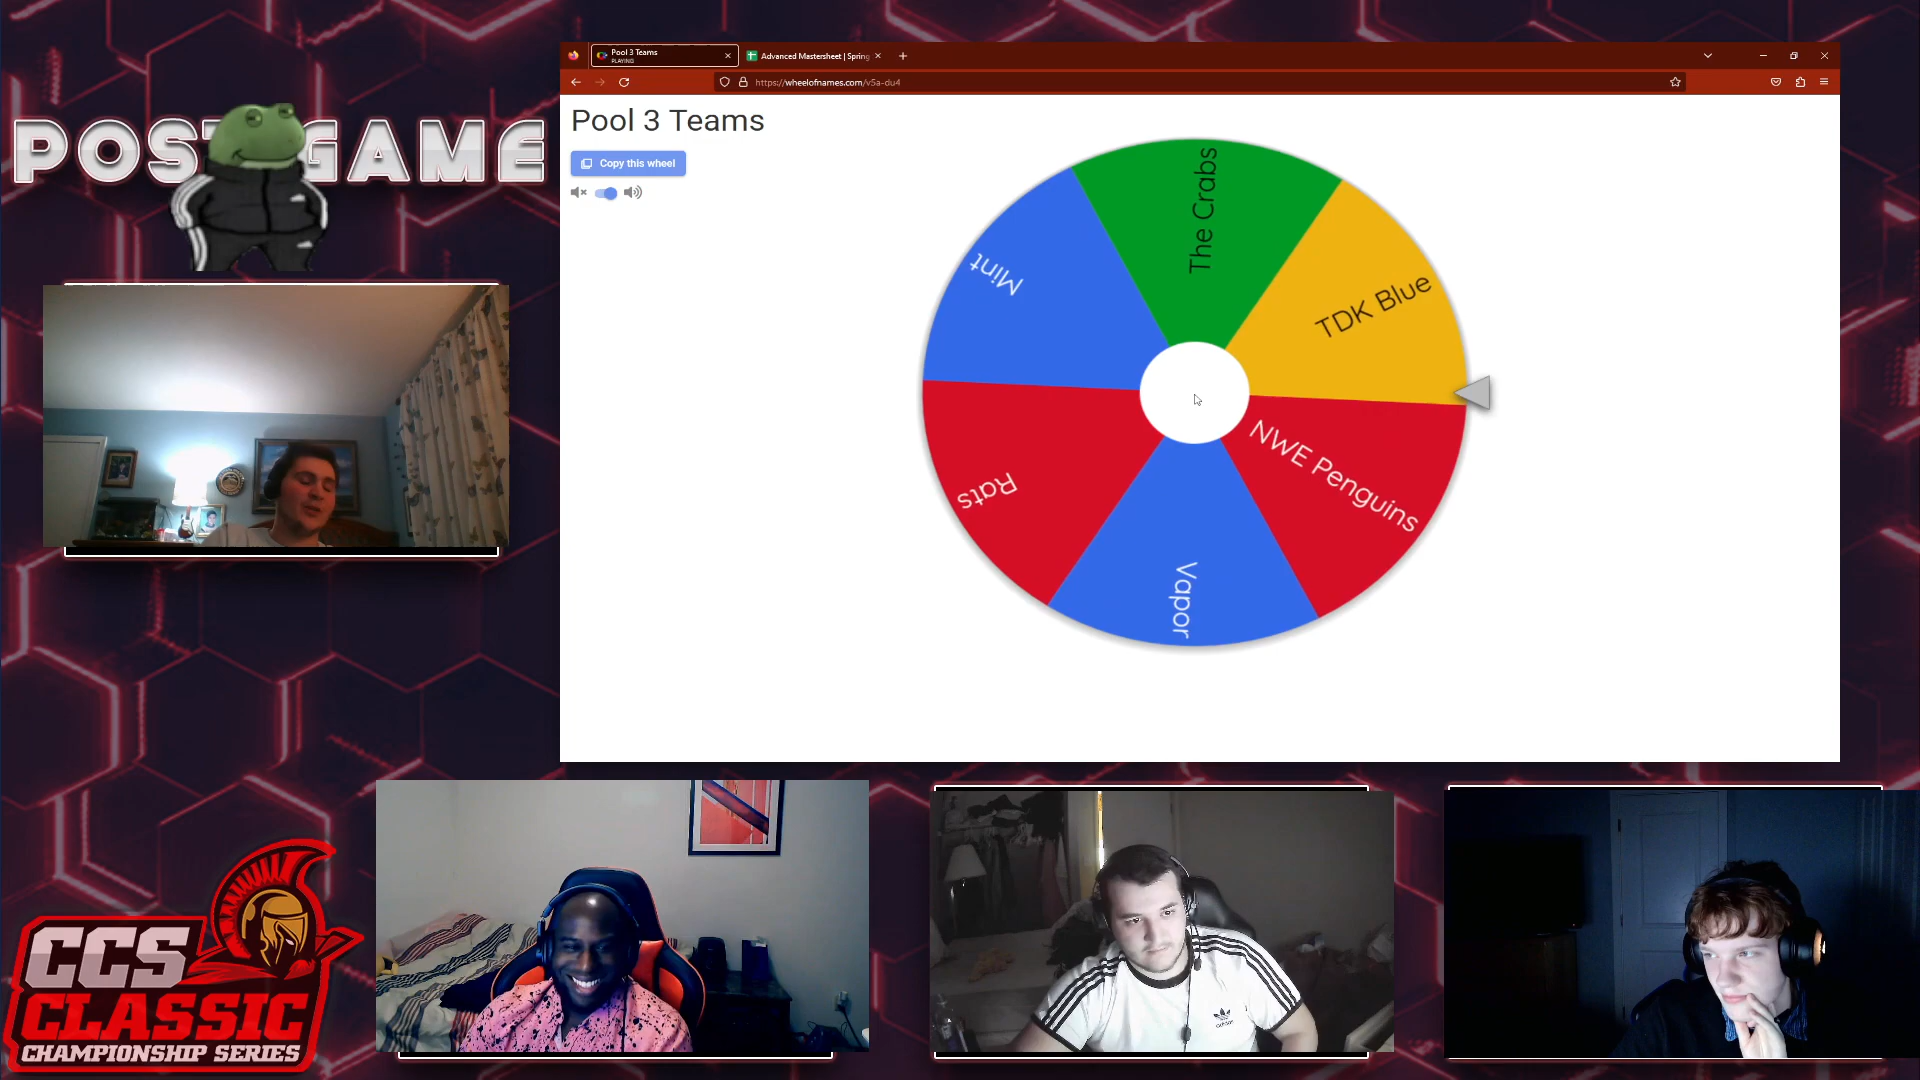 POSTGAME
Pool 3 Teams
PLAYING
Advanced Mastersheet | Spring
https://wheelofnames.com/v5a-du4
Pool 3 Teams
Copy this wheel
The Crabs
TDK Blue
NWE Penguins
Vapor
Rats
Mint
CCS
CLASSIC
CHAMPIONSHIP SERIES